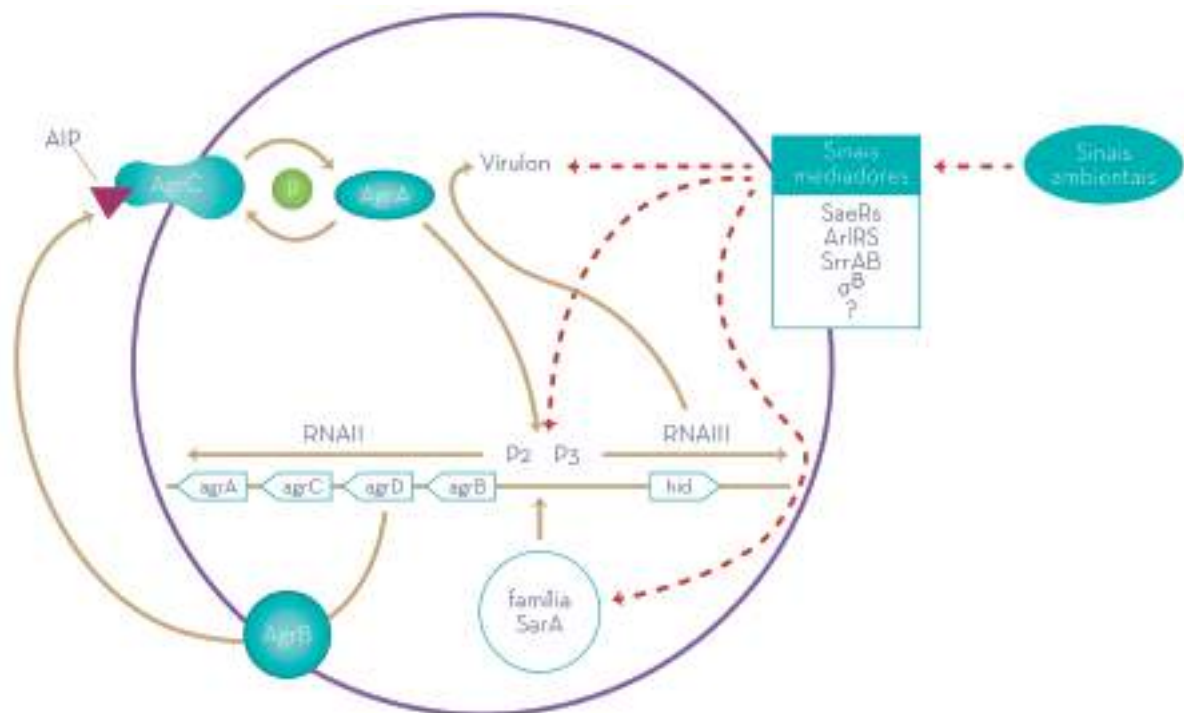 AIP
AgrC
P
AgrA
Virulon
Sinais
mediadores
SaeRs
ArlRS
SrrAB
σB
?
Sinais
ambientais
RNAII
P2 P3
RNAIII
agrA
agrC
agrD
agrB
hid
família
SarA
AgrB